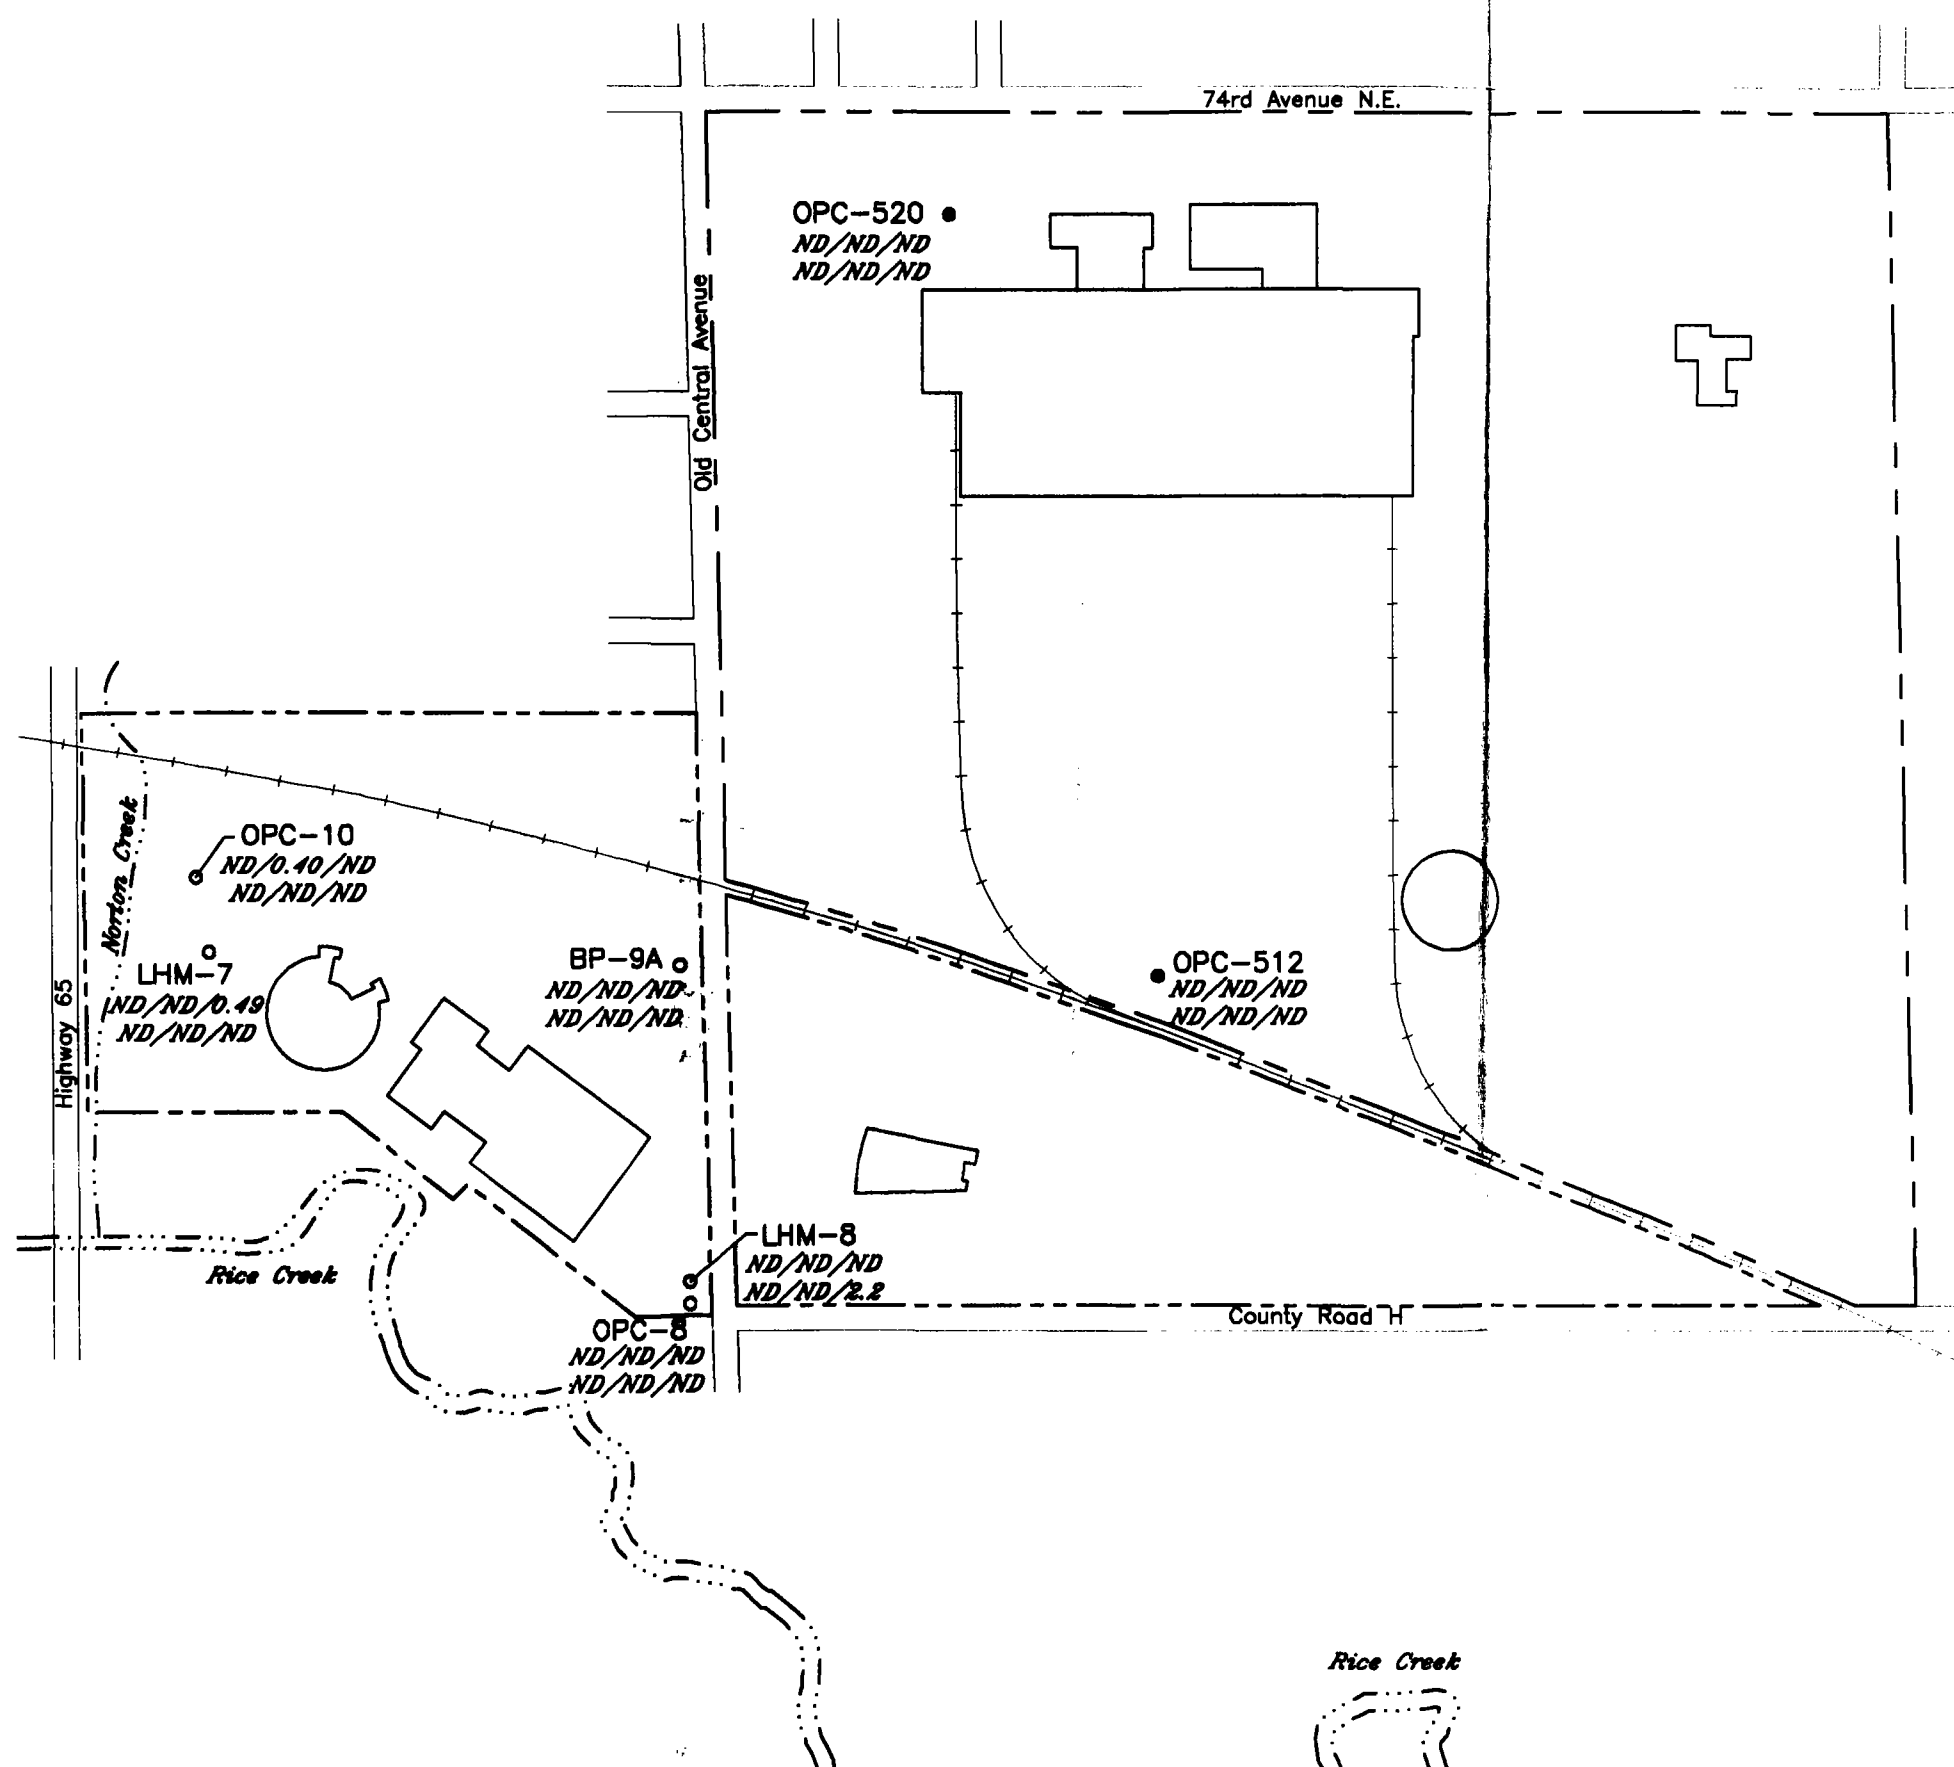 74rd Avenue N.E.
OPC-520
ND/ND/ND
ND/ND/ND
Old Central Avenue
OPC-10
ND/0.40/ND
ND/ND/ND
Norton Creek
LHM-7
ND/ND/0.49
ND/ND/ND
Highway 65
BP-9A
ND/ND/ND
ND/ND/ND
OPC-512
ND/ND/ND
ND/ND/ND
LHM-8
ND/ND/ND
ND/ND/2.2
Rice Creek
County Road H
OPC-8
ND/ND/ND
ND/ND/ND
Rice Creek